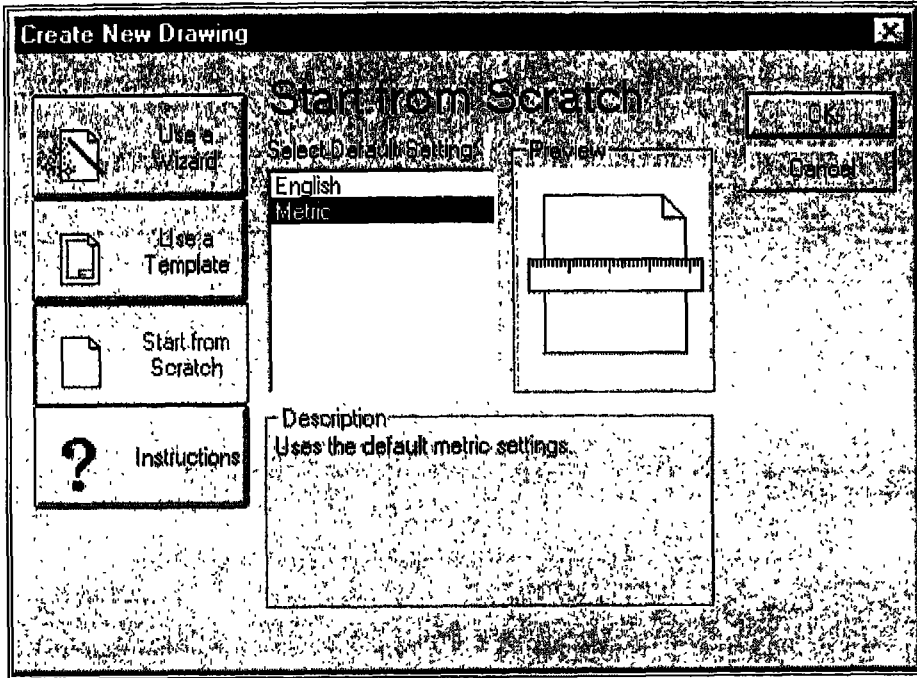 Create New Drawing
Start from Scratch
Use a
Wizard
Use a
Template
Start from
Scratch
Instructions
Select Default Setting
English
Metric
Preview
OK
Cancel
Description
Uses the default metric settings.